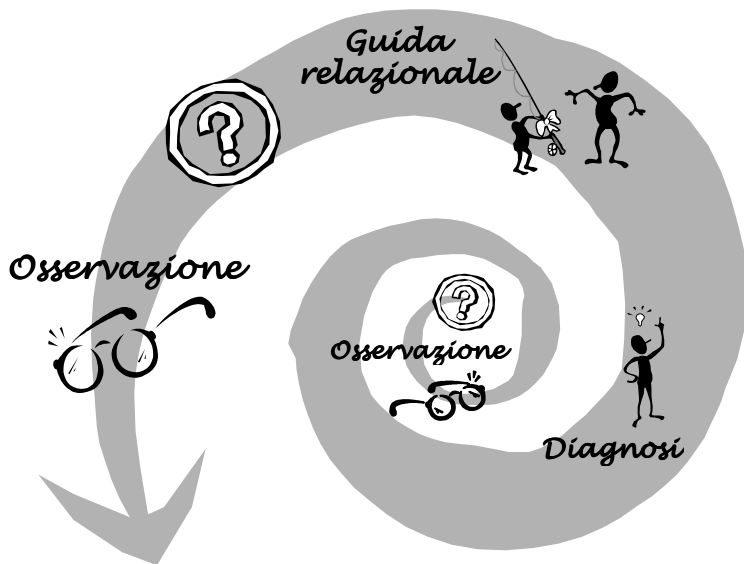 Guida
relazionale
?
Osservazione
?
Osservazione
Diagnosi